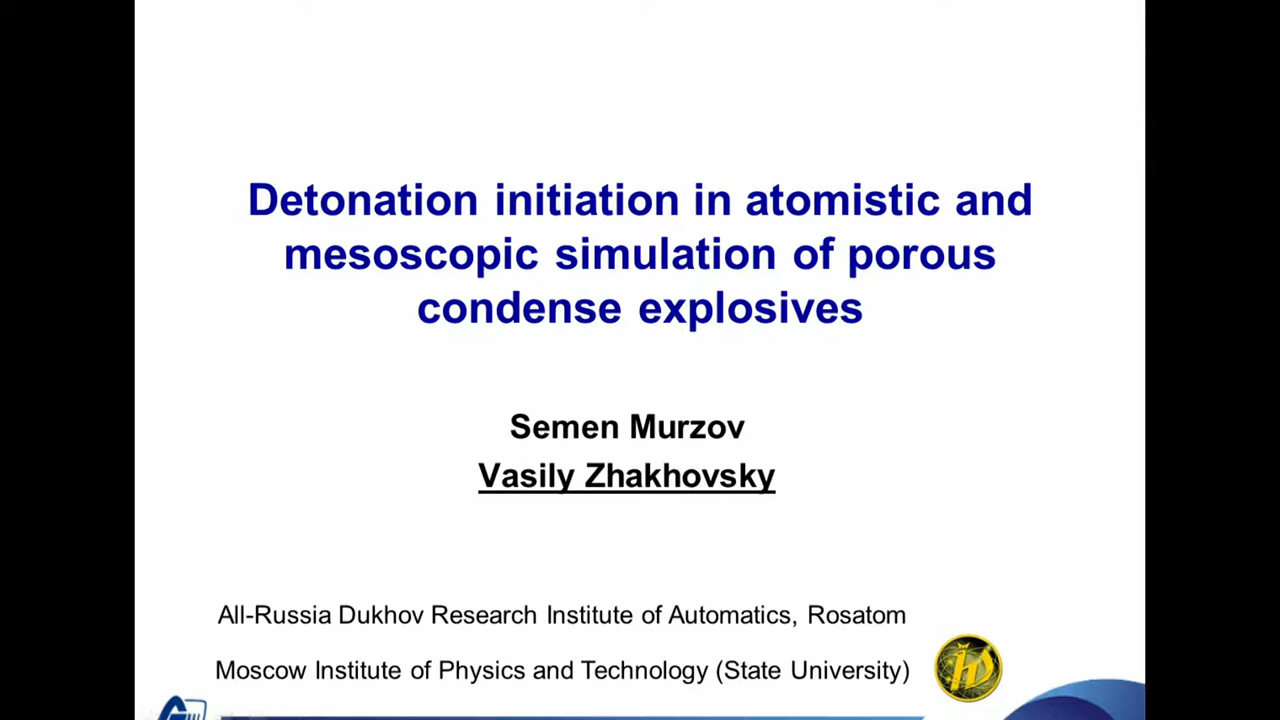 Detonation initiation in atomistic and
mesoscopic simulation of porous
condense explosives
Semen Murzov
Vasily Zhakhovsky
All-Russia Dukhov Research Institute of Automatics, Rosatom
Moscow Institute of Physics and Technology (State University)